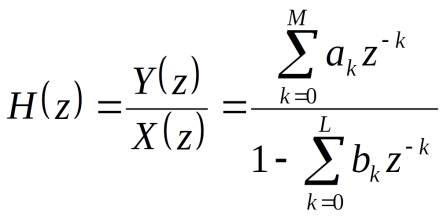 H(z) = Y(z) / X(z) = ∑_{k=0}^{M} a_k z^{-k} / (1 - ∑_{k=0}^{L} b_k z^{-k})